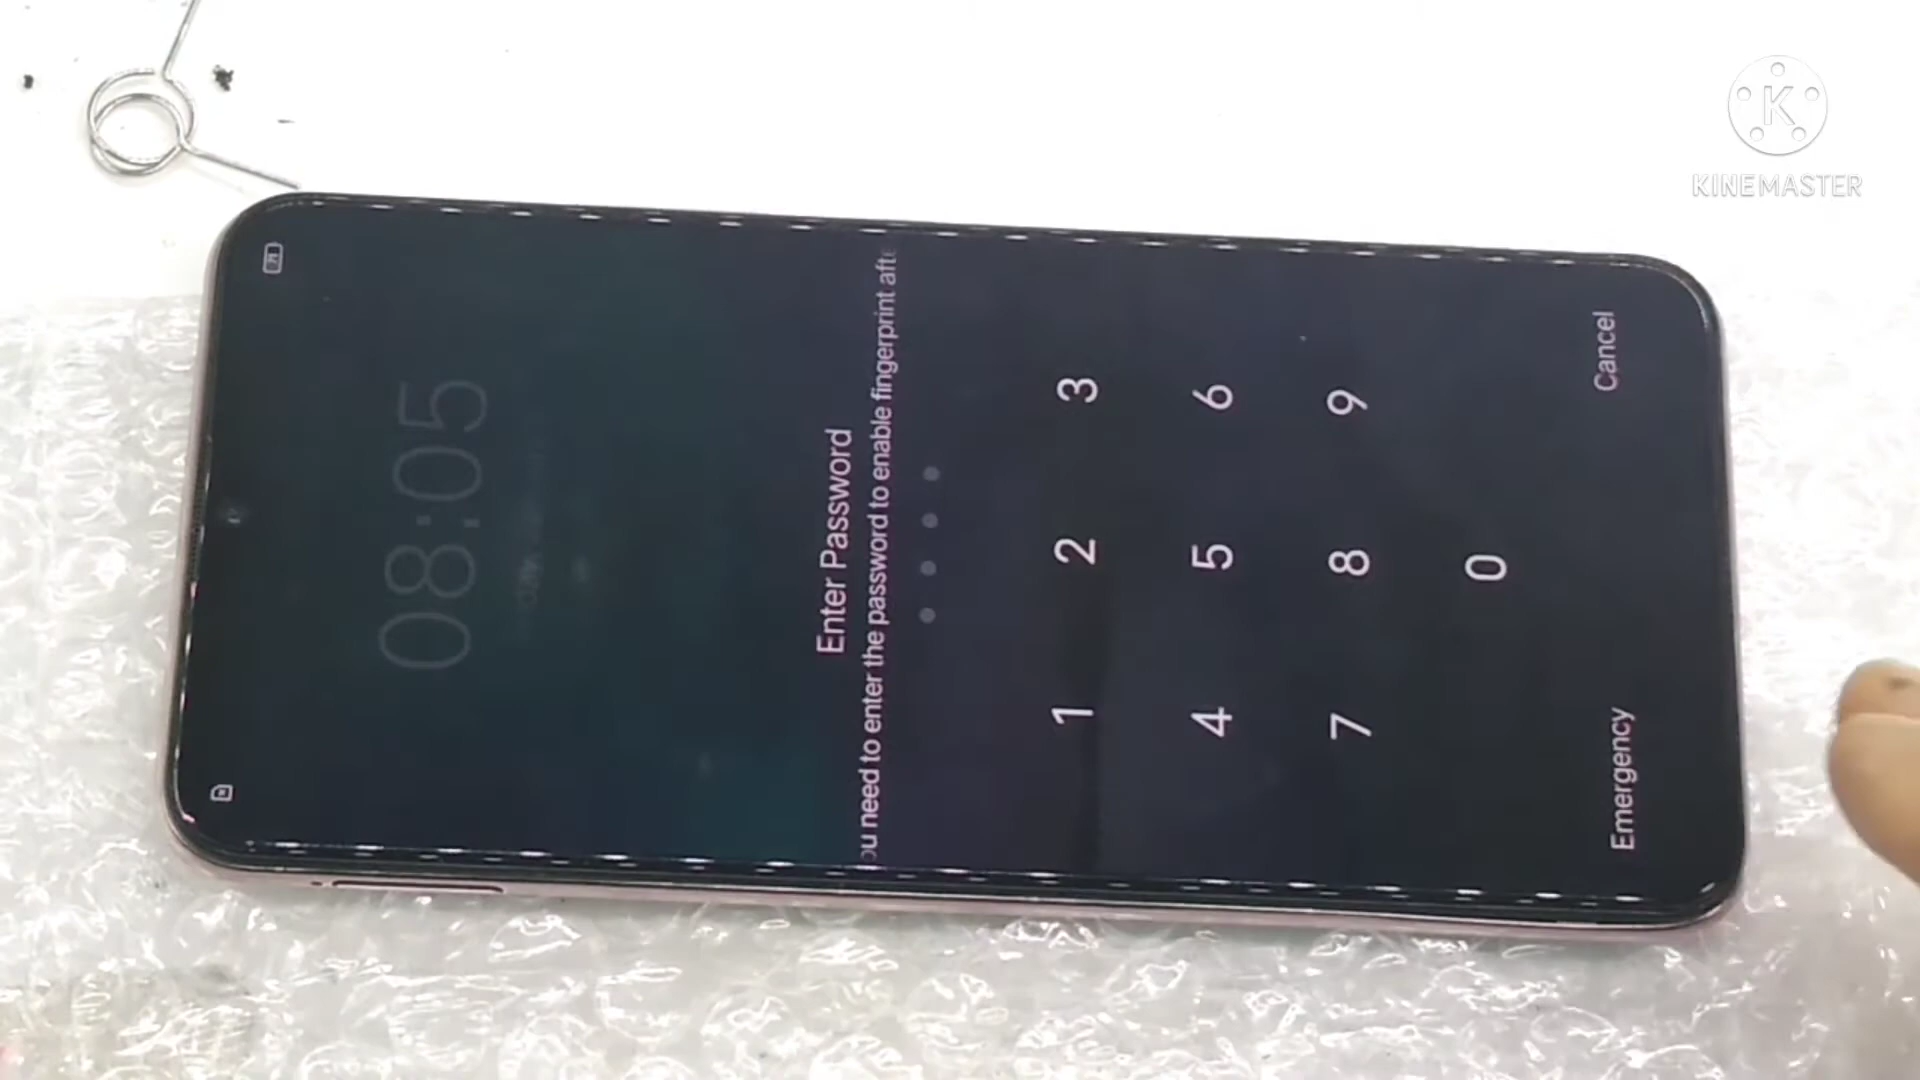 08:05
Enter Password
ou need to enter the password to enable fingerprint afte
1 2 3
4 5 6
7 8 9
0
Emergency Cancel
K
KINEMASTER